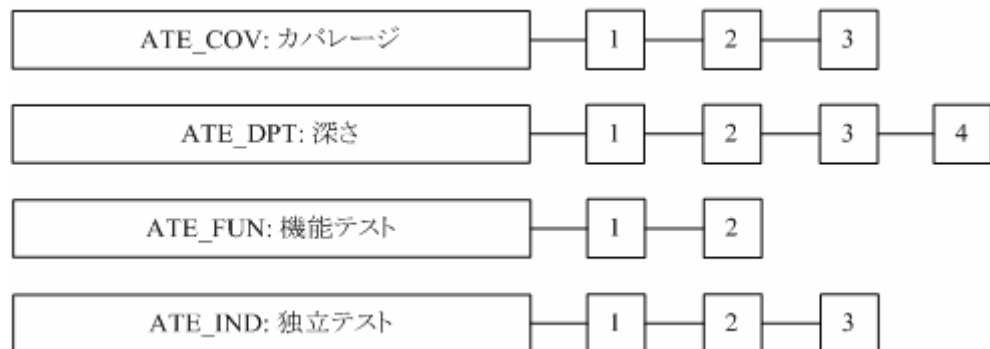 ATE_COV: カバレージ 1 2 3
ATE_DPT: 深さ 1 2 3 4
ATE_FUN: 機能テスト 1 2
ATE_IND: 独立テスト 1 2 3